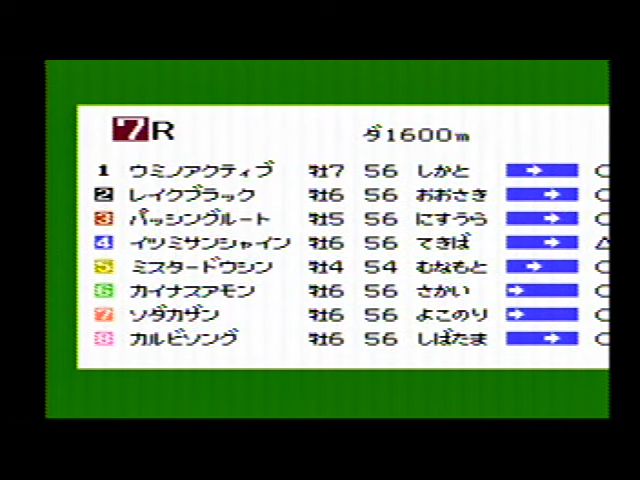 7R ダ1600m
1 ウミノアクティブ 牡7 56 しかと → ○
2 レイクブラック 牡6 56 おおさき → ○
3 パッシングルート 牡5 56 にすうら → ○
4 イツミサンシャイン 牡6 56 てきば → △
5 ミスタードウシン 牡4 54 むなもと → ○
6 カイナスアモン 牡6 56 さかい → ○
7 ソダカザン 牡6 56 よこのり → ○
8 カルビソング 牡6 56 しばたま → ○